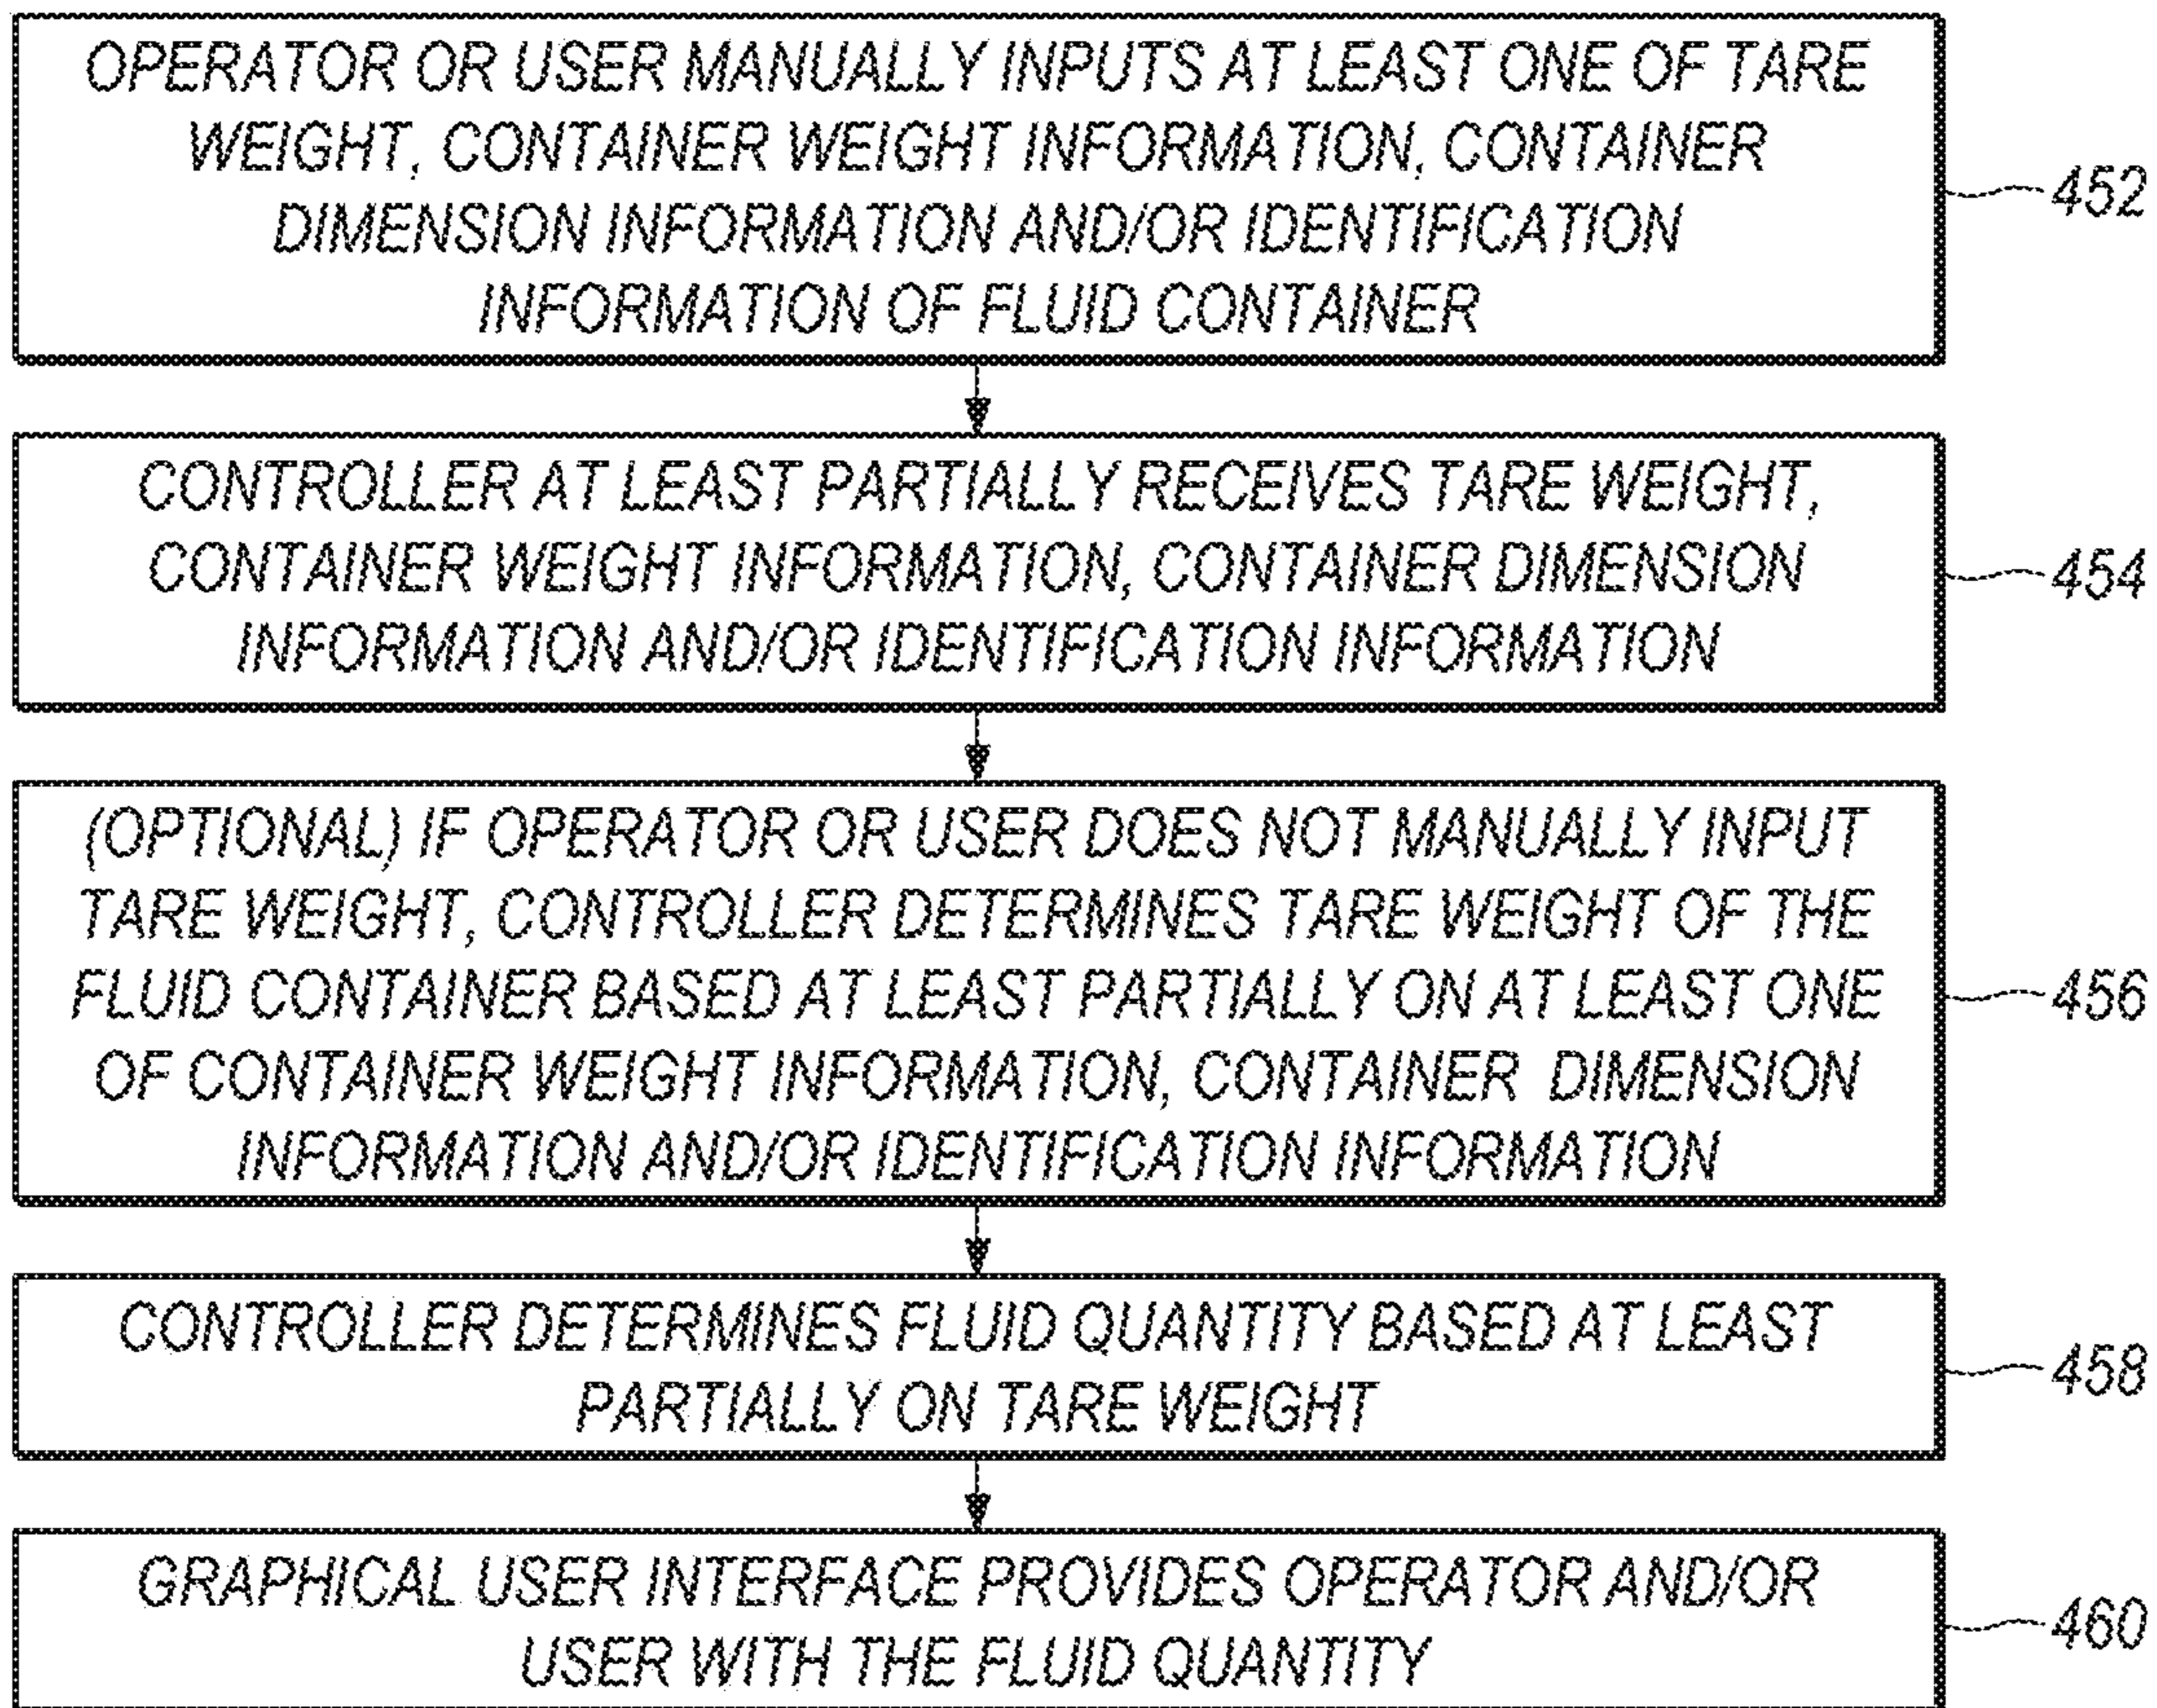 OPERATOR OR USER MANUALLY INPUTS AT LEAST ONE OF TARE
WEIGHT, CONTAINER WEIGHT INFORMATION, CONTAINER
DIMENSION INFORMATION AND/OR IDENTIFICATION
INFORMATION OF FLUID CONTAINER
452
CONTROLLER AT LEAST PARTIALLY RECEIVES TARE WEIGHT,
CONTAINER WEIGHT INFORMATION, CONTAINER DIMENSION
INFORMATION AND/OR IDENTIFICATION INFORMATION
454
(OPTIONAL) IF OPERATOR OR USER DOES NOT MANUALLY INPUT
TARE WEIGHT, CONTROLLER DETERMINES TARE WEIGHT OF THE
FLUID CONTAINER BASED AT LEAST PARTIALLY ON AT LEAST ONE
OF CONTAINER WEIGHT INFORMATION, CONTAINER DIMENSION
INFORMATION AND/OR IDENTIFICATION INFORMATION
456
CONTROLLER DETERMINES FLUID QUANTITY BASED AT LEAST
PARTIALLY ON TARE WEIGHT
458
GRAPHICAL USER INTERFACE PROVIDES OPERATOR AND/OR
USER WITH THE FLUID QUANTITY
460